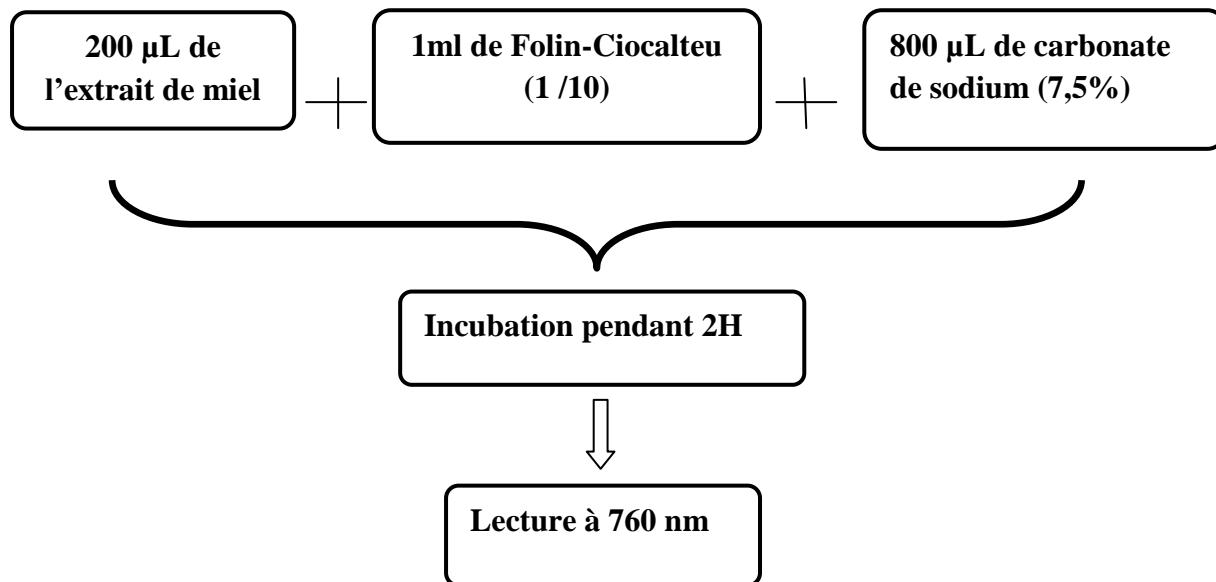 200 µL de
l’extrait de miel
1ml de Folin-Ciocalteu
(1 /10)
800 µL de carbonate
de sodium (7,5%)
Incubation pendant 2H
Lecture à 760 nm